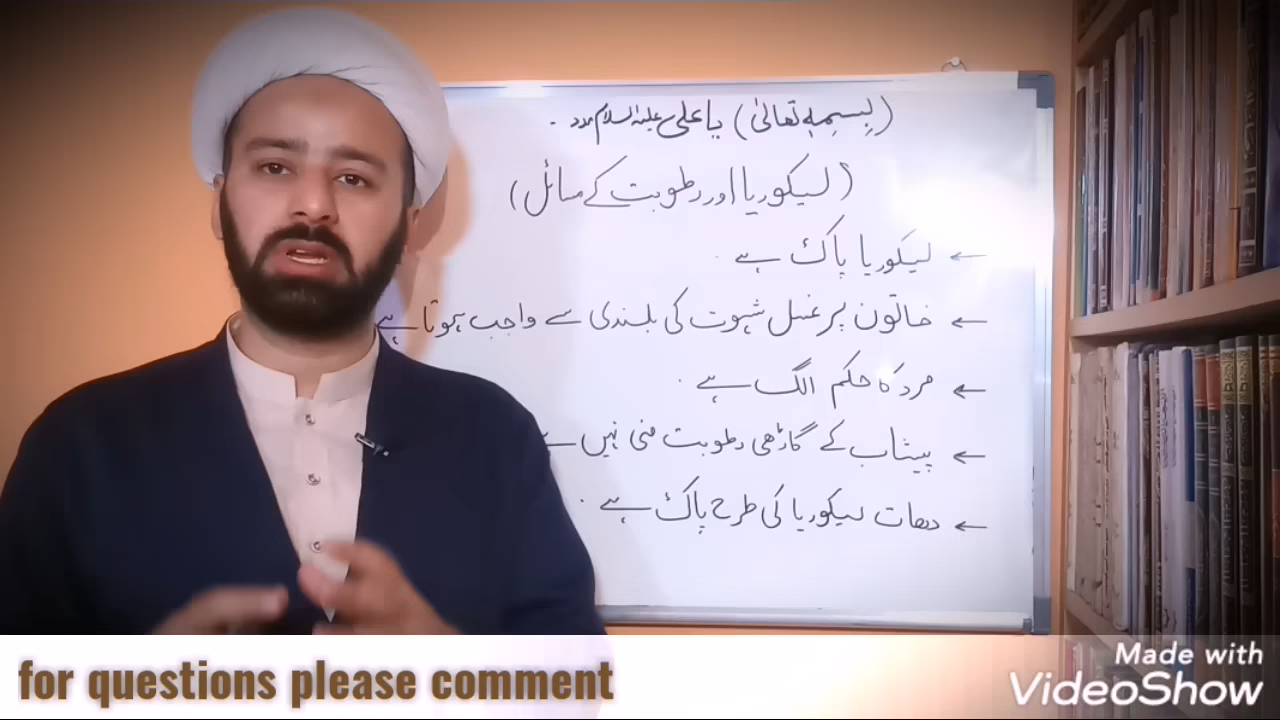 (بسمہ تعالیٰ) یا علی علیہ السلام مدد ۔
(لیکوریا اور رطوبت کے مسائل)
← لیکوریا پاک ہے ۔
← خاتون پر غسل شہوت کی بلندی سے واجب ہوتا ہے
← مرد کا حکم الگ ہے ۔
← پیشاب کے گاڑھی رطوبت منی نہیں ہے
← دھات لیکوریا کی طرح پاک ہے ۔
for questions please comment
Made with
VideoShow